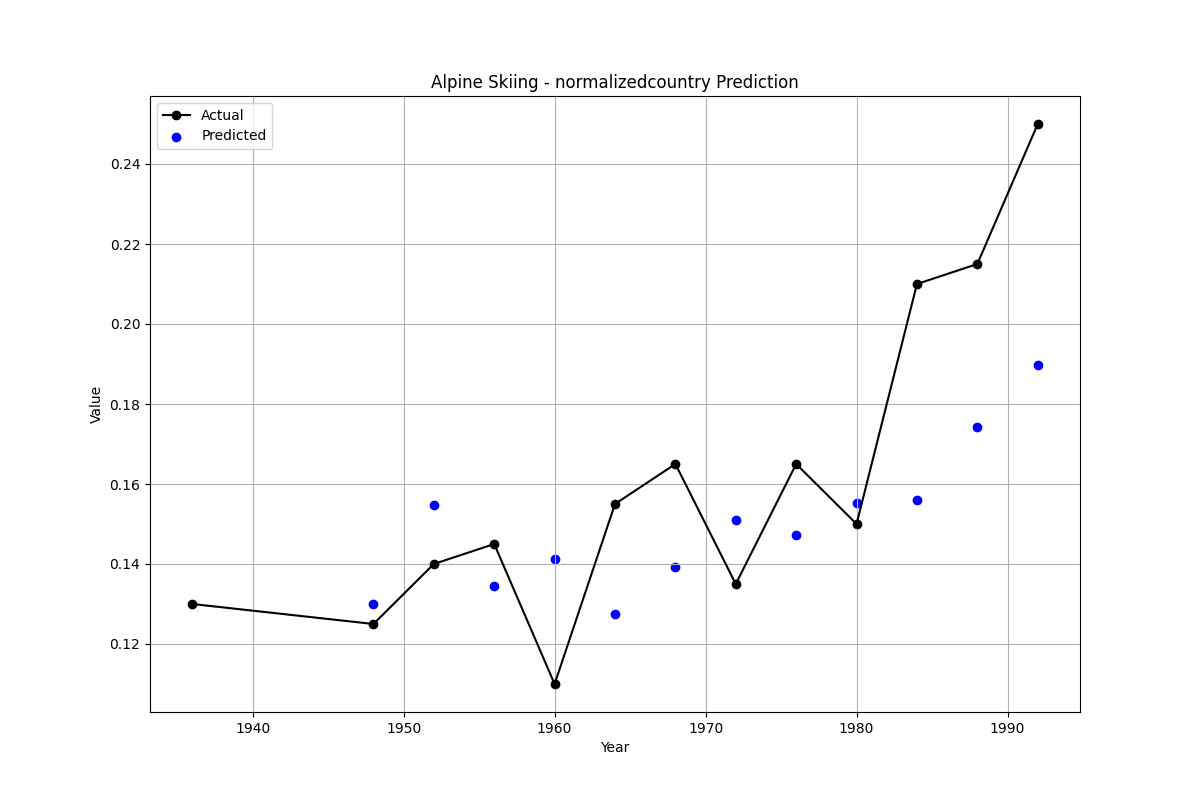 Alpine Skiing - normalizedcountry Prediction
Actual
Predicted
0.24
0.22
0.20
0.18
0.16
0.14
0.12
Value
1940 1950 1960 1970 1980 1990
Year